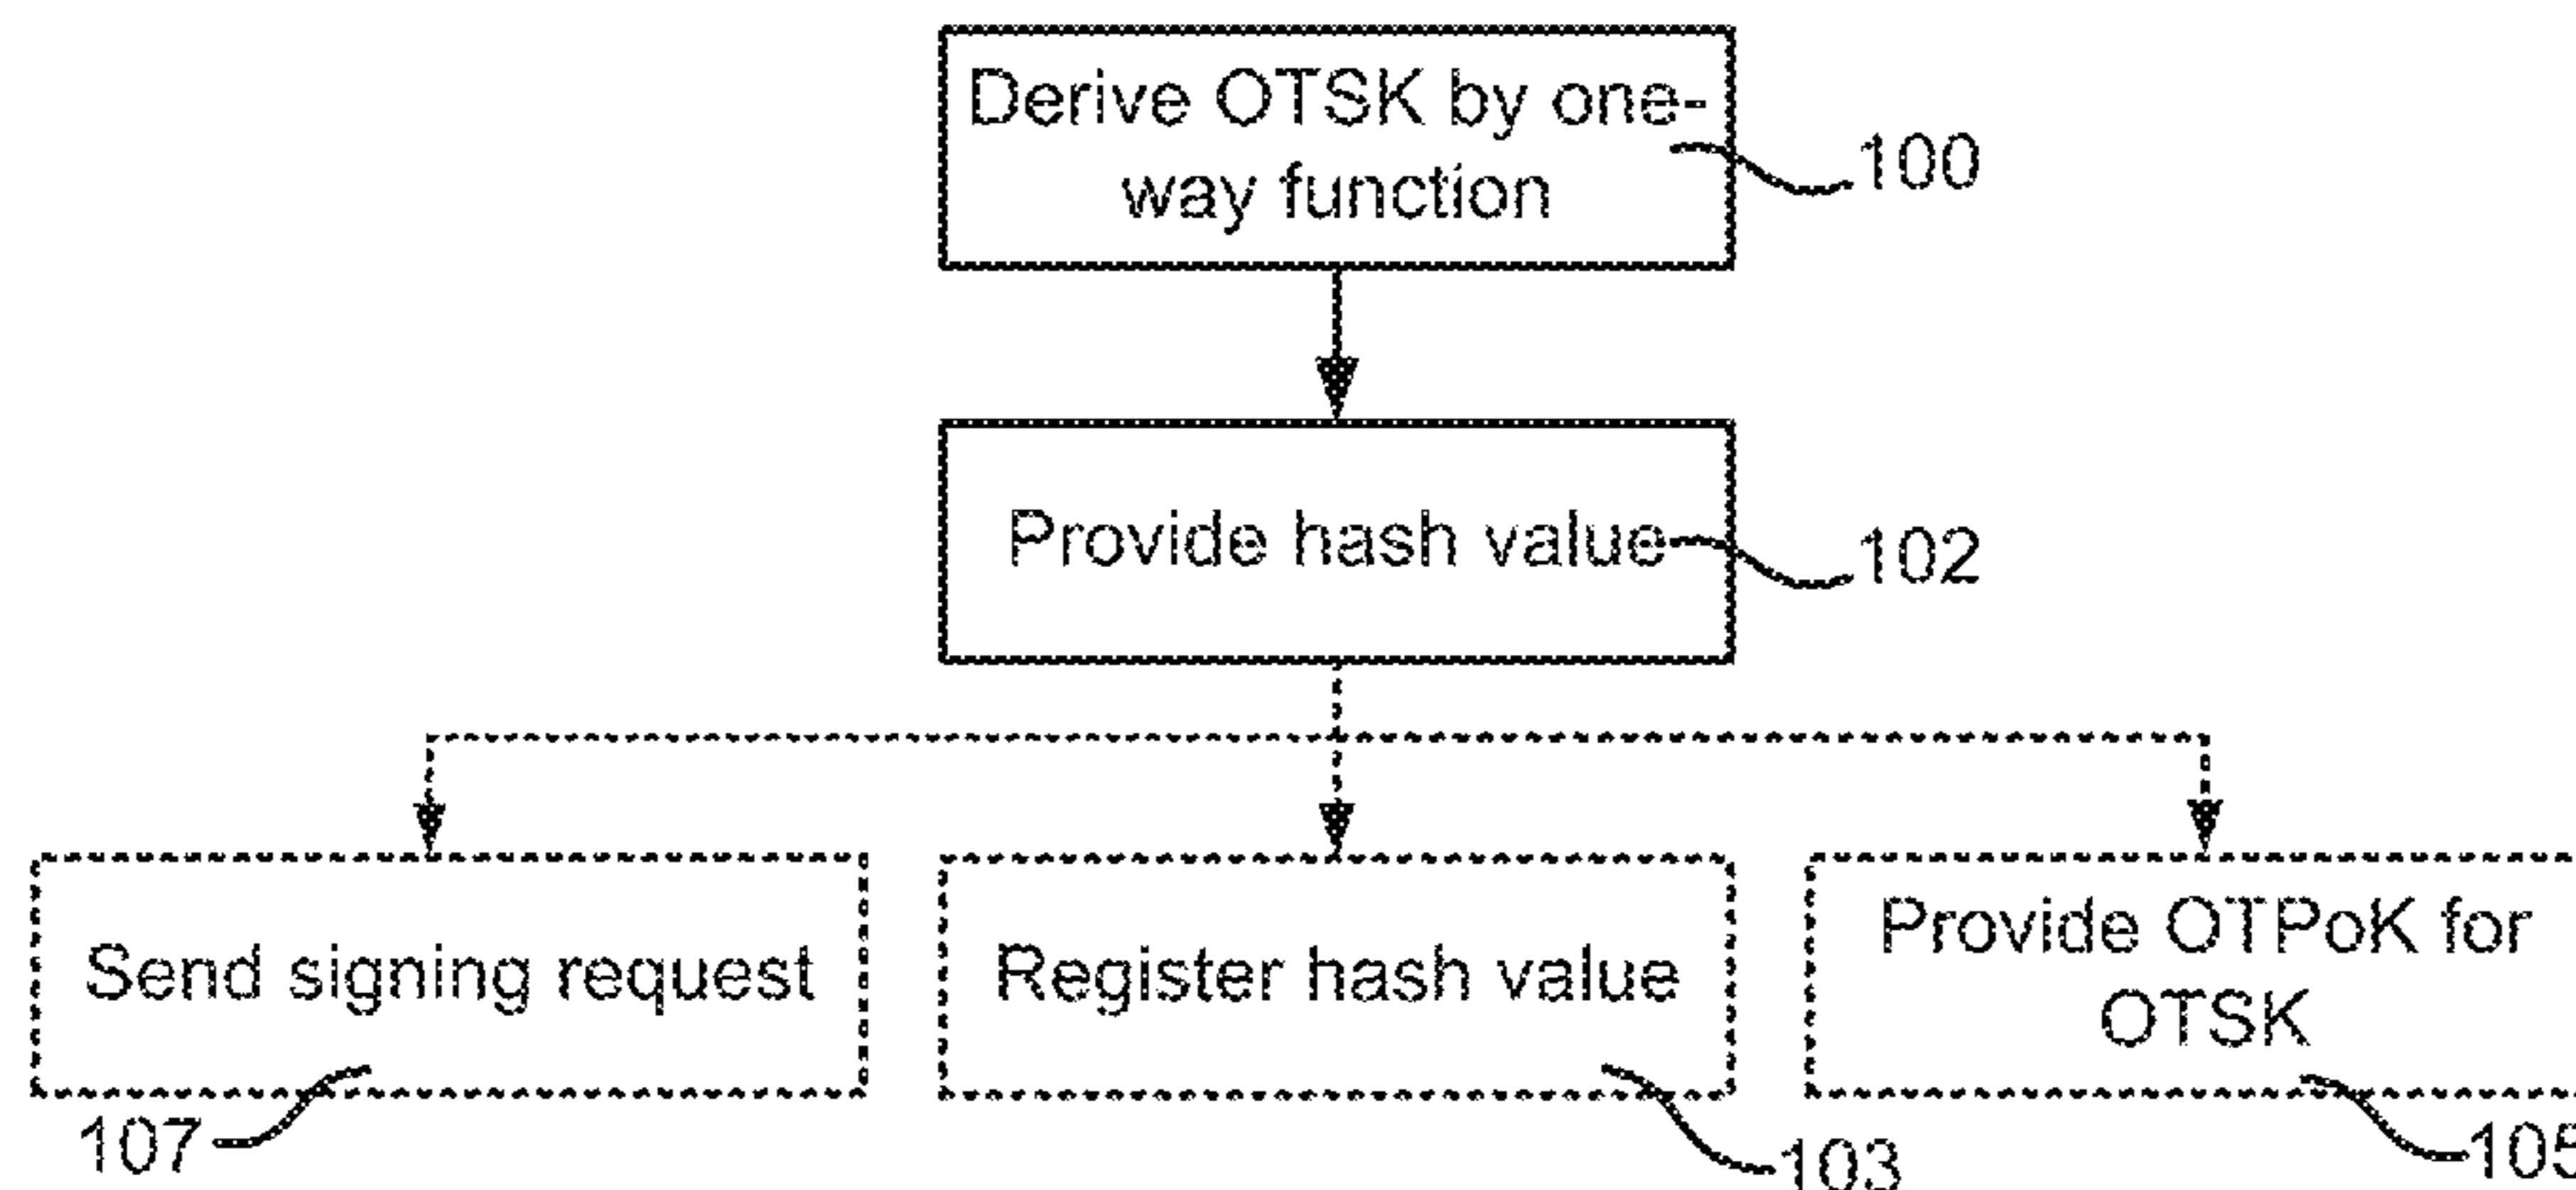 Derive OTSK by one-
way function
100
Provide hash value
102
Send signing request
Register hash value
Provide OTPoK for
OTSK
107
103
105